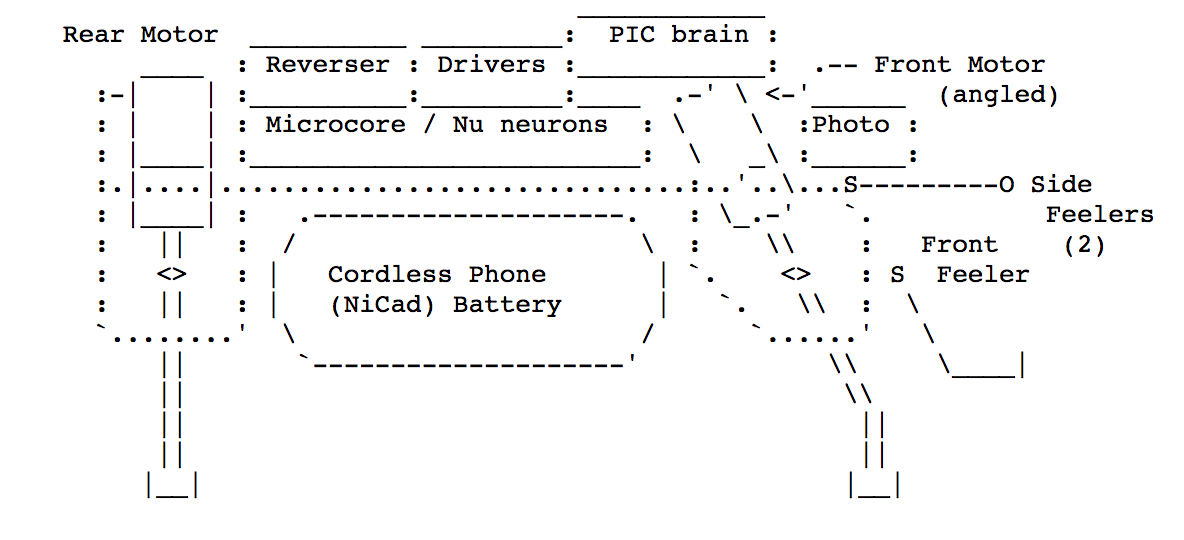 Rear Motor PIC brain
Reverser : Drivers Front Motor
(angled)
Microcore / Nu neurons Photo
S---------O Side
Feelers
Front (2)
Cordless Phone S Feeler
(NiCad) Battery